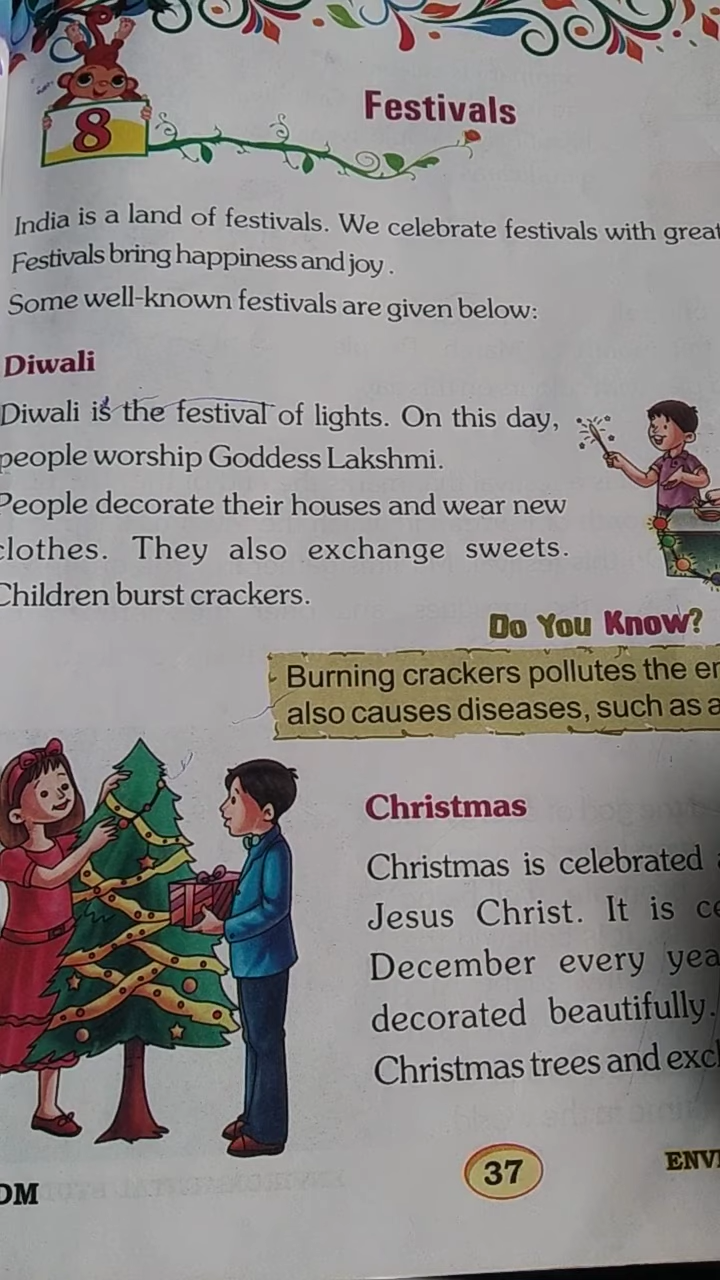 8
Festivals
India is a land of festivals. We celebrate festivals with great
Festivals bring happiness and joy.
Some well-known festivals are given below:
Diwali
Diwali is the festival of lights. On this day,
people worship Goddess Lakshmi.
People decorate their houses and wear new
clothes. They also exchange sweets.
Children burst crackers.
Do You Know?
Burning crackers pollutes the
also causes diseases, such as
Christmas
Christmas is celebrated
Jesus Christ. It is
December every
decorated beautifully.
Christmas trees and
37